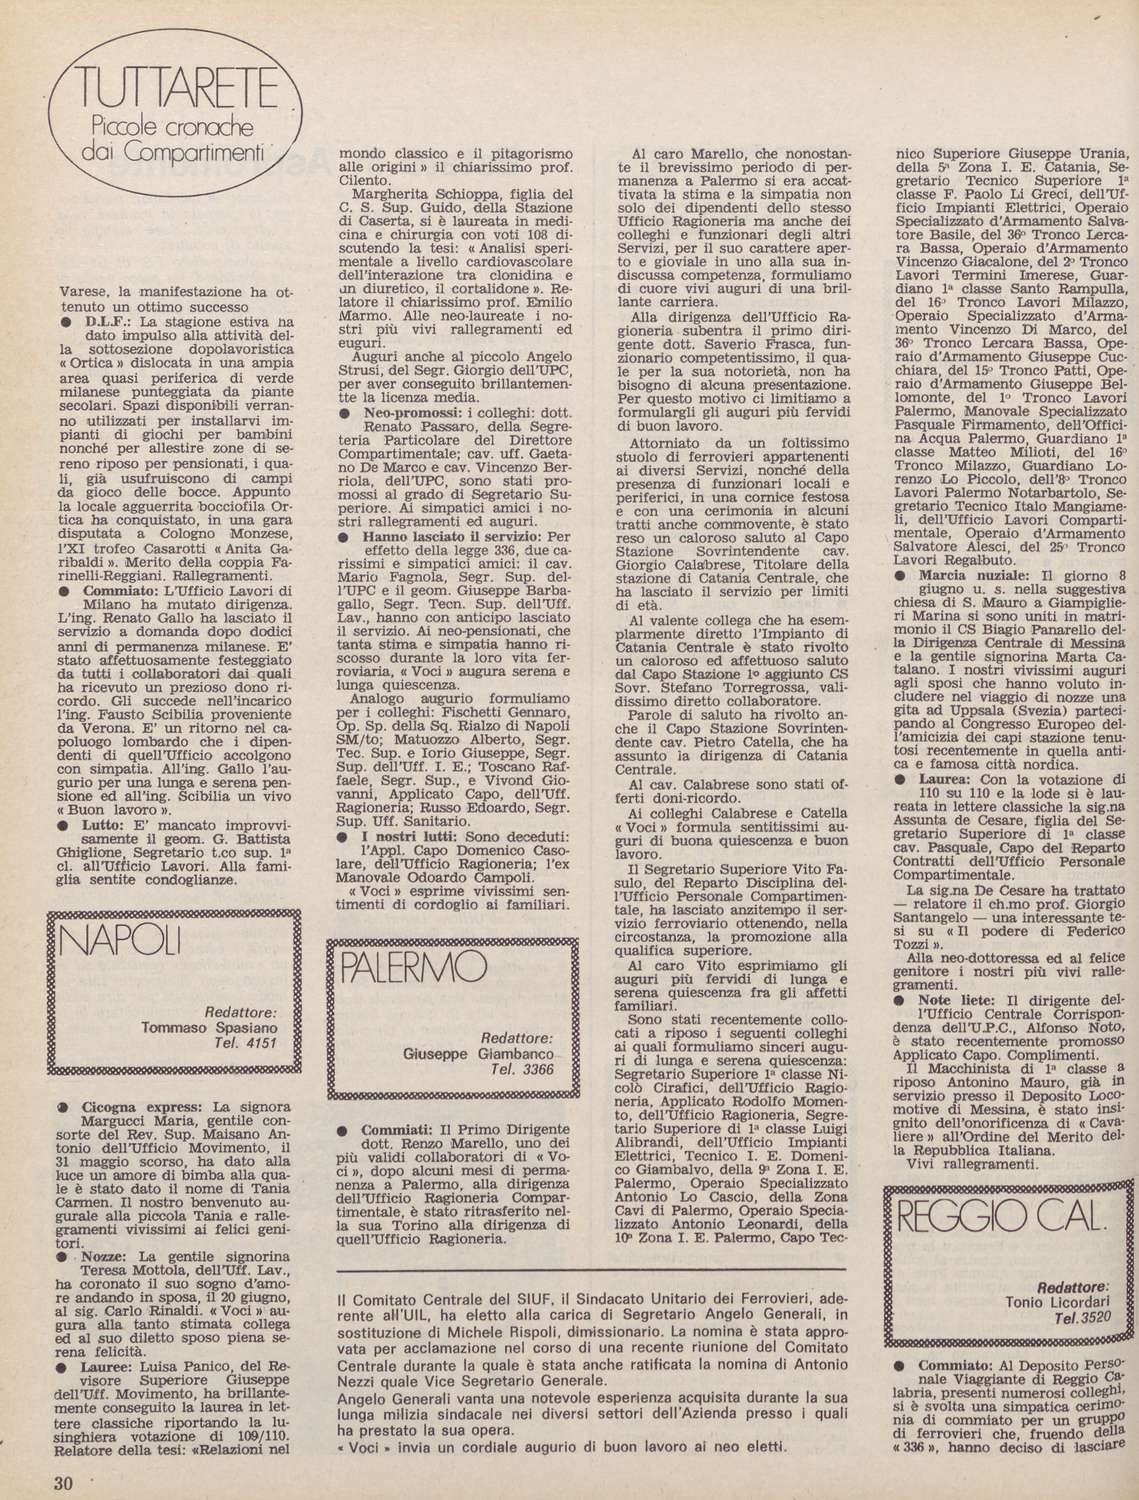 TUTTARETE
Piccole cronache
dai Compartimenti
Varese, la manifestazione ha ot-
tenuto un ottimo successo
● D.L.F.: La stagione estiva ha
dato impulso alla attività del-
la sottosezione dopolavoristica
« Ortica » dislocata in una ampia
area quasi periferica di verde
milanese punteggiata da piante
secolari. Spazi disponibili verran-
no utilizzati per installarvi im-
pianti di giochi per bambini
nonché per allestire zone di se-
reno riposo per pensionati, i qua-
li, già usufruiscono di campi
da gioco delle bocce. Appunto
la locale agguerrita bocciofila Or-
tica ha conquistato, in una gara
disputata a Cologno Monzese,
l'XI trofeo Casarotti « Anita Ga-
ribaldi ». Merito della coppia Fa-
rinelli-Reggiani. Rallegramenti.
● Commiato: L'Ufficio Lavori di
Milano ha mutato dirigenza.
L'ing. Renato Gallo ha lasciato il
servizio a domanda dopo dodici
anni di permanenza milanese. E'
stato affettuosamente festeggiato
da tutti i collaboratori dai quali
ha ricevuto un prezioso dono ri-
cordo. Gli succede nell'incarico
l'ing. Fausto Scibilia proveniente
da Verona. E' un ritorno nel ca-
poluogo lombardo che i dipen-
denti di quell'Ufficio accolgono
con simpatia. All'ing. Gallo l'au-
gurio per una lunga e serena pen-
sione ed all'ing. Scibilia un vivo
« Buon lavoro ».
● Lutto: E' mancato improvvi-
samente il geom. G. Battista
Ghiglione, Segretario t.co sup. 1ª
cl. all'Ufficio Lavori. Alla fami-
glia sentite condoglianze.
NAPOLI
Redattore:
Tommaso Spasiano
Tel. 4151
● Cicogna express: La signora
Margucci Maria, gentile con-
sorte del Rev. Sup. Maisano An-
tonio dell'Ufficio Movimento, il
31 maggio scorso, ha dato alla
luce un amore di bimba alla qua-
le è stato dato il nome di Tania
Carmen. Il nostro benvenuto au-
gurale alla piccola Tania e ralle-
gramenti vivissimi ai felici geni-
tori.
● Nozze: La gentile signorina
Teresa Mottola, dell'Uff. Lav.,
ha coronato il suo sogno d'amo-
re andando in sposa, il 20 giugno,
al sig. Carlo Rinaldi. « Voci » au-
gura alla tanto stimata collega
ed al suo diletto sposo piena se-
rena felicità.
● Lauree: Luisa Panico, del Re-
visore Superiore Giuseppe
dell'Uff. Movimento, ha brillante-
mente conseguito la laurea in let-
tere classiche riportando la lu-
singhiera votazione di 109/110.
Relatore della tesi: «Relazioni nel
mondo classico e il pitagorismo
alle origini » il chiarissimo prof.
Cilento.
Margherita Schioppa, figlia del
C. S. Sup. Guido, della Stazione
di Caserta, si è laureata in medi-
cina e chirurgia con voti 108 di-
scutendo la tesi: « Analisi speri-
mentale a livello cardiovascolare
dell'interazione tra clonidina e
un diuretico, il cortalidone ». Re-
latore il chiarissimo prof. Emilio
Marmo. Alle neo-laureate i no-
stri più vivi rallegramenti ed
euguri.
Auguri anche al piccolo Angelo
Strusi, del Segr. Giorgio dell'UPC,
per aver conseguito brillantemen-
te la licenza media.
● Neo-promossi: i colleghi: dott.
Renato Passaro, della Segre-
teria Particolare del Direttore
Compartimentale; cav. uff. Gaeta-
no De Marco e cav. Vincenzo Ber-
riola, dell'UPC, sono stati pro-
mossi al grado di Segretario Su-
periore. Ai simpatici amici i no-
stri rallegramenti ed auguri.
● Hanno lasciato il servizio: Per
effetto della legge 336, due ca-
rissimi e simpatici amici: il cav.
Mario Fagnola, Segr. Sup. del-
l'UPC e il geom. Giuseppe Barba-
gallo, Segr. Tecn. Sup. dell'Uff.
Lav., hanno con anticipo lasciato
il servizio. Ai neo-pensionati, che
tanta stima e simpatia hanno ri-
scosso durante la loro vita fer-
roviaria, « Voci » augura serena e
lunga quiescenza.
Analogo augurio formuliamo
per i colleghi: Fischetti Gennaro,
Op. Sp. della Sq. Rialzo di Napoli
SM/to; Matuozzo Alberto, Segr.
Tec. Sup. e Iorio Giuseppe, Segr.
Sup. dell'Uff. I. E.; Toscano Raf-
faele, Segr. Sup., e Vivond Gio-
vanni, Applicato Capo, dell'Uff.
Ragioneria; Russo Edoardo, Segr.
Sup. Uff. Sanitario.
● I nostri lutti: Sono deceduti:
l'Appl. Capo Domenico Caso-
lare, dell'Ufficio Ragioneria; l'ex
Manovale Odoardo Campoli.
« Voci » esprime vivissimi sen-
timenti di cordoglio ai familiari.
PALERMO
Redattore:
Giuseppe Giambanco
Tel. 3366
● Commiati: Il Primo Dirigente
dott. Renzo Marello, uno dei
più validi collaboratori di « Vo-
ci », dopo alcuni mesi di perma-
nenza a Palermo, alla dirigenza
dell'Ufficio Ragioneria Compar-
timentale, è stato ritrasferito nel-
la sua Torino alla dirigenza di
quell'Ufficio Ragioneria.
Al caro Marello, che nonostan-
te il brevissimo periodo di per-
manenza a Palermo si era accat-
tivata la stima e la simpatia non
solo dei dipendenti dello stesso
Ufficio Ragioneria ma anche dei
colleghi e funzionari degli altri
Servizi, per il suo carattere aper-
to e gioviale in uno alla sua in-
discussa competenza, formuliamo
di cuore vivi auguri di una bril-
lante carriera.
Alla dirigenza dell'Ufficio Ra-
gioneria subentra il primo diri-
gente dott. Saverio Frasca, fun-
zionario competentissimo, il qua-
le per la sua notorietà, non ha
bisogno di alcuna presentazione.
Per questo motivo ci limitiamo a
formulargli gli auguri più fervidi
di buon lavoro.
Attorniato da un foltissimo
stuolo di ferrovieri appartenenti
ai diversi Servizi, nonché della
presenza di funzionari locali e
periferici, in una cornice festosa
e con una cerimonia in alcuni
tratti anche commovente, è stato
reso un caloroso saluto al Capo
Stazione Sovrintendente cav.
Giorgio Calabrese, Titolare della
stazione di Catania Centrale, che
ha lasciato il servizio per limiti
di età.
Al valente collega che ha esem-
plarmente diretto l'Impianto di
Catania Centrale è stato rivolto
un caloroso ed affettuoso saluto
dal Capo Stazione 1º aggiunto CS
Sovr. Stefano Torregrossa, vali-
dissimo diretto collaboratore.
Parole di saluto ha rivolto an-
che il Capo Stazione Sovrinten-
dente cav. Pietro Catella, che ha
assunto la dirigenza di Catania
Centrale.
Al cav. Calabrese sono stati of-
ferti doni-ricordo.
Ai colleghi Calabrese e Catella
« Voci » formula sentitissimi au-
guri di buona quiescenza e buon
lavoro.
Il Segretario Superiore Vito Fa-
sulo, del Reparto Disciplina del-
l'Ufficio Personale Compartimen-
tale, ha lasciato anzitempo il ser-
vizio ferroviario ottenendo, nella
circostanza, la promozione alla
qualifica superiore.
Al caro Vito esprimiamo gli
auguri più fervidi di lunga e
serena quiescenza fra gli affetti
familiari.
Sono stati recentemente collo-
cati a riposo i seguenti colleghi
ai quali formuliamo sinceri augu-
ri di lunga e serena quiescenza:
Segretario Superiore 1ª classe Ni-
colò Cirafici, dell'Ufficio Ragio-
neria, Applicato Rodolfo Momen-
to, dell'Ufficio Ragioneria, Segre-
tario Superiore di 1ª classe Luigi
Alibrandi, dell'Ufficio Impianti
Elettrici, Tecnico I. E. Domeni-
co Giambalvo, della 9ª Zona I. E.
Palermo, Operaio Specializzato
Antonio Lo Cascio, della Zona
Cavi di Palermo, Operaio Specia-
lizzato Antonio Leonardi, della
10ª Zona I. E. Palermo, Capo Tec-
nico Superiore Giuseppe Urania,
della 5ª Zona I. E. Catania, Se-
gretario Tecnico Superiore 1ª
classe F. Paolo Li Greci, dell'Uf-
ficio Impianti Elettrici, Operaio
Specializzato d'Armamento Salva-
tore Basile, del 36º Tronco Lerca-
ra Bassa, Operaio d'Armamento
Vincenzo Giacalone, del 2º Tronco
Lavori Termini Imerese, Guar-
diano 1ª classe Santo Rampulla,
del 16º Tronco Lavori Milazzo,
Operaio Specializzato d'Arma-
mento Vincenzo Di Marco, del
36º Tronco Lercara Bassa, Ope-
raio d'Armamento Giuseppe Cuc-
chiara, del 15º Tronco Patti, Ope-
raio d'Armamento Giuseppe Bel-
lomonte, del 1º Tronco Lavori
Palermo, Manovale Specializzato
Pasquale Firmamento, dell'Offici-
na Acqua Palermo, Guardiano 1ª
classe Matteo Milioti, del 16º
Tronco Milazzo, Guardiano Lo-
renzo Lo Piccolo, dell'8º Tronco
Lavori Palermo Notarbartolo, Se-
gretario Tecnico Italo Mangiame-
li, dell'Ufficio Lavori Comparti-
mentale, Operaio d'Armamento
Salvatore Alesci, del 25º Tronco
Lavori Regalbuto.
● Marcia nuziale: Il giorno 8
giugno u. s. nella suggestiva
chiesa di S. Mauro a Giampiglie-
ri Marina si sono uniti in matri-
monio il CS Biagio Panarello del-
la Dirigenza Centrale di Messina
e la gentile signorina Marta Ca-
talano. I nostri vivissimi auguri
agli sposi che hanno voluto in-
cludere nel viaggio di nozze una
gita ad Uppsala (Svezia) parteci-
pando al Congresso Europeo del-
l'amicizia dei capi stazione tenu-
tosi recentemente in quella anti-
ca e famosa città nordica.
● Laurea: Con la votazione di
110 su 110 e la lode si è lau-
reata in lettere classiche la sig.na
Assunta de Cesare, figlia del Se-
gretario Superiore di 1ª classe
cav. Pasquale, Capo del Reparto
Contratti dell'Ufficio Personale
Compartimentale.
La sig.na De Cesare ha trattato
— relatore il ch.mo prof. Giorgio
Santangelo — una interessante te-
si su « Il podere di Federico
Tozzi ».
Alla neo-dottoressa ed al felice
genitore i nostri più vivi ralle-
gramenti.
● Note liete: Il dirigente del-
l'Ufficio Centrale Corrispon-
denza dell'U.P.C., Alfonso Noto,
è stato recentemente promosso
Applicato Capo. Complimenti.
Il Macchinista di 1ª classe a
riposo Antonino Mauro, già in
servizio presso il Deposito Loco-
motive di Messina, è stato insi-
gnito dell'onorificenza di « Cava-
liere » all'Ordine del Merito del-
la Repubblica Italiana.
Vivi rallegramenti.
REGGIO CAL.
Redattore:
Tonio Licordari
Tel. 3520
● Commiato: Al Deposito Perso-
nale Viaggiante di Reggio Ca-
labria, presenti numerosi colleghi,
si è svolta una simpatica cerimo-
nia di commiato per un gruppo
di ferrovieri che, fruendo della
« 336 », hanno deciso di lasciare
Il Comitato Centrale del SIUF, il Sindacato Unitario dei Ferrovieri, ade-
rente all'UIL, ha eletto alla carica di Segretario Angelo Generali, in
sostituzione di Michele Rispoli, dimissionario. La nomina è stata appro-
vata per acclamazione nel corso di una recente riunione del Comitato
Centrale durante la quale è stata anche ratificata la nomina di Antonio
Nezzi quale Vice Segretario Generale.
Angelo Generali vanta una notevole esperienza acquisita durante la sua
lunga milizia sindacale nei diversi settori dell'Azienda presso i quali
ha prestato la sua opera.
« Voci » invia un cordiale augurio di buon lavoro ai neo eletti.
30